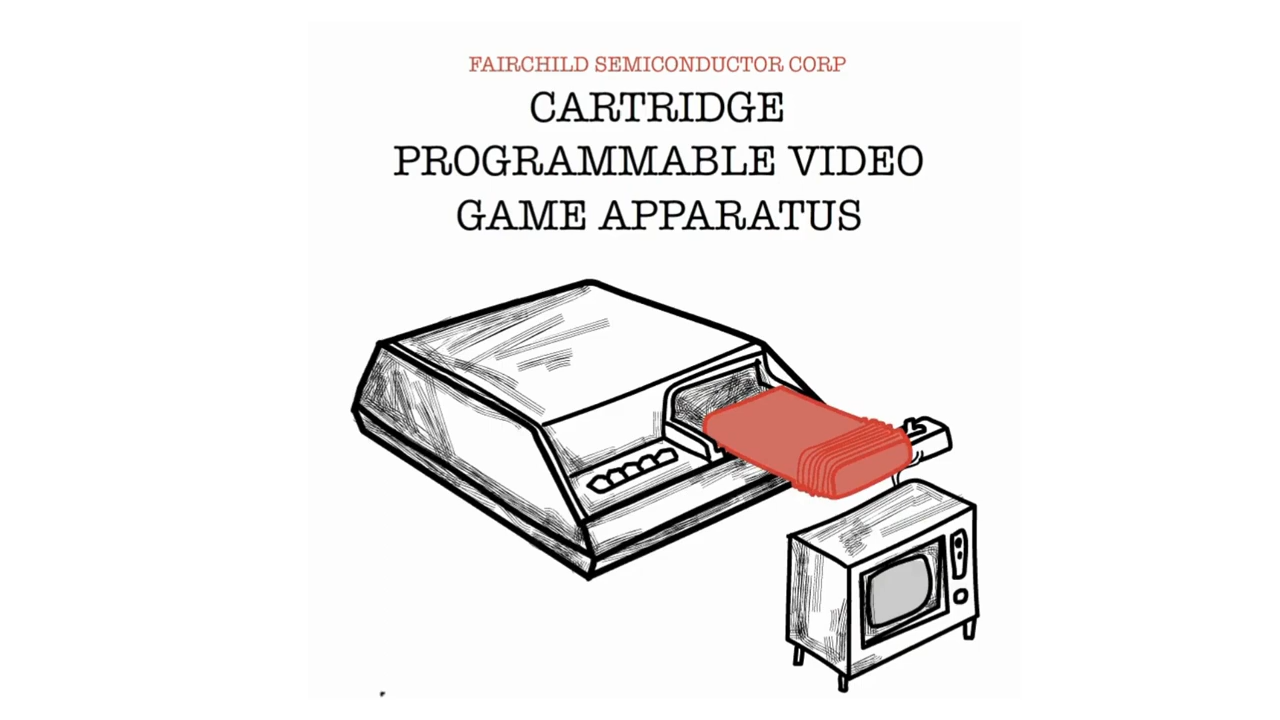 FAIRCHILD SEMICONDUCTOR CORP
CARTRIDGE
PROGRAMMABLE VIDEO
GAME APPARATUS